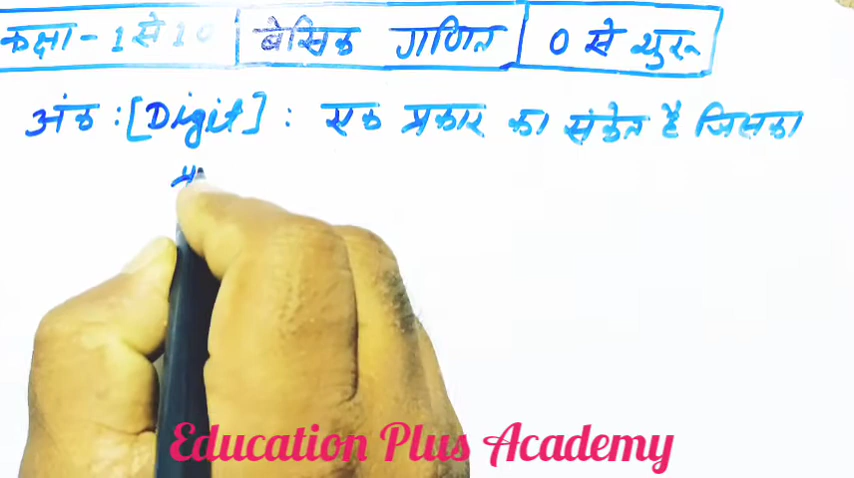 कक्षा - 1 से 10 बेसिक गणित 0 से शुरू
अंक : [Digit] : एक प्रकार का संकेत है जिसका
Education Plus Academy